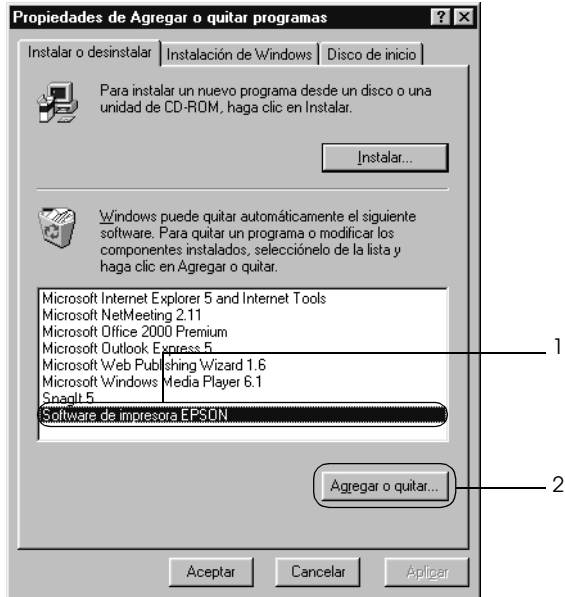 Propiedades de Agregar o quitar programas
Instalar o desinstalar Instalación de Windows Disco de inicio
Para instalar un nuevo programa desde un disco o una
unidad de CD-ROM, haga clic en Instalar.
Instalar...
Windows puede quitar automáticamente el siguiente
software. Para quitar un programa o modificar los
componentes instalados, selecciónelo de la lista y
haga clic en Agregar o quitar.
Microsoft Internet Explorer 5 and Internet Tools
Microsoft NetMeeting 2.11
Microsoft Office 2000 Premium
Microsoft Outlook Express 5
Microsoft Web Publishing Wizard 1.6
Microsoft Windows Media Player 6.1
SnagIt 5
Software de impresora EPSON
1
Agregar o quitar...
2
Aceptar Cancelar Aplicar